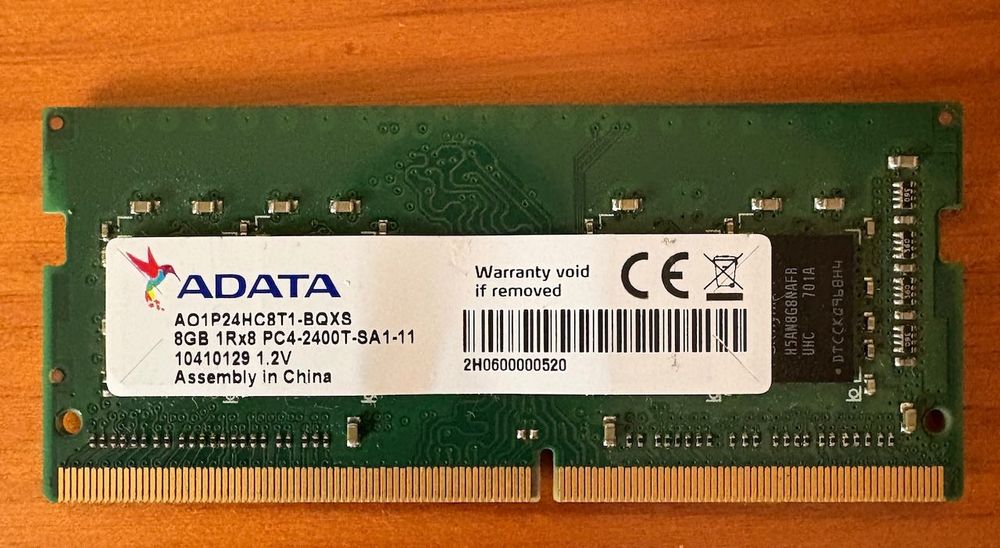 ADATA
AO1P24HC8T1-BQXS
8GB 1Rx8 PC4-2400T-SA1-11
10410129 1.2V
Assembly in China
Warranty void
if removed
CE
2H0600000520
H5AN8G8NAFR
UHC 701A
DTCCKQ96BH4